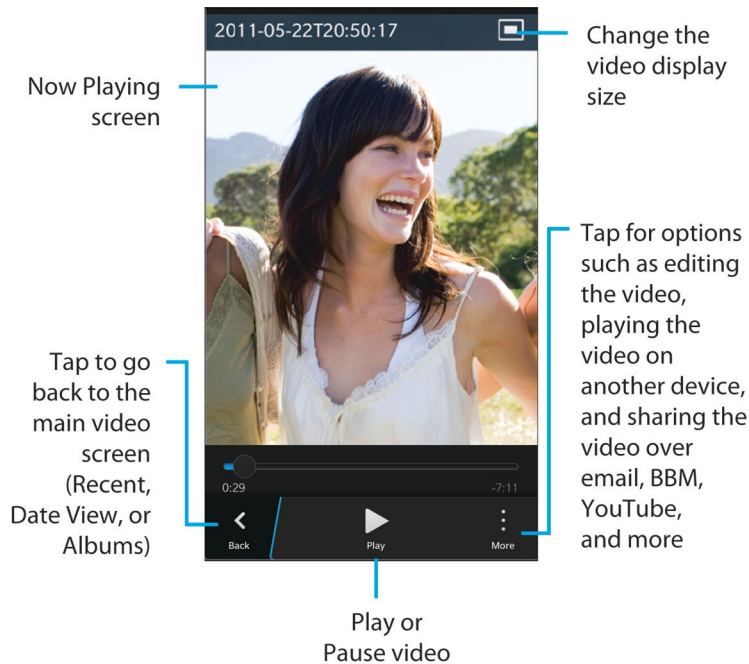 2011-05-22T20:50:17
Change the
video display
size
Now Playing
screen
Tap for options
such as editing
the video,
playing the
video on
another device,
and sharing the
video over
email, BBM,
YouTube,
and more
Tap to go
back to the
main video
screen
(Recent,
Date View, or
Albums)
0:29
-7:11
Back
Play
More
Play or
Pause video